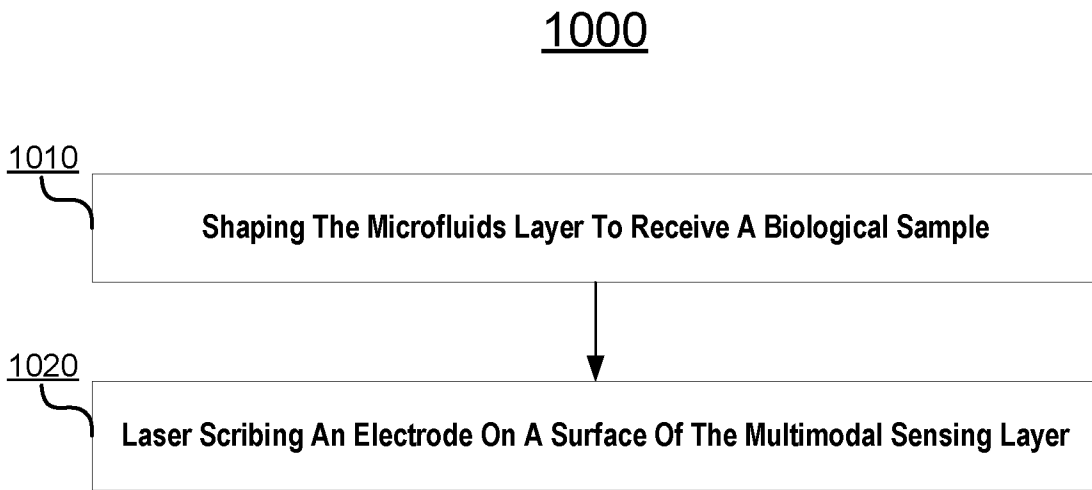 1000
1010
Shaping The Microfluids Layer To Receive A Biological Sample
1020
Laser Scribing An Electrode On A Surface Of The Multimodal Sensing Layer